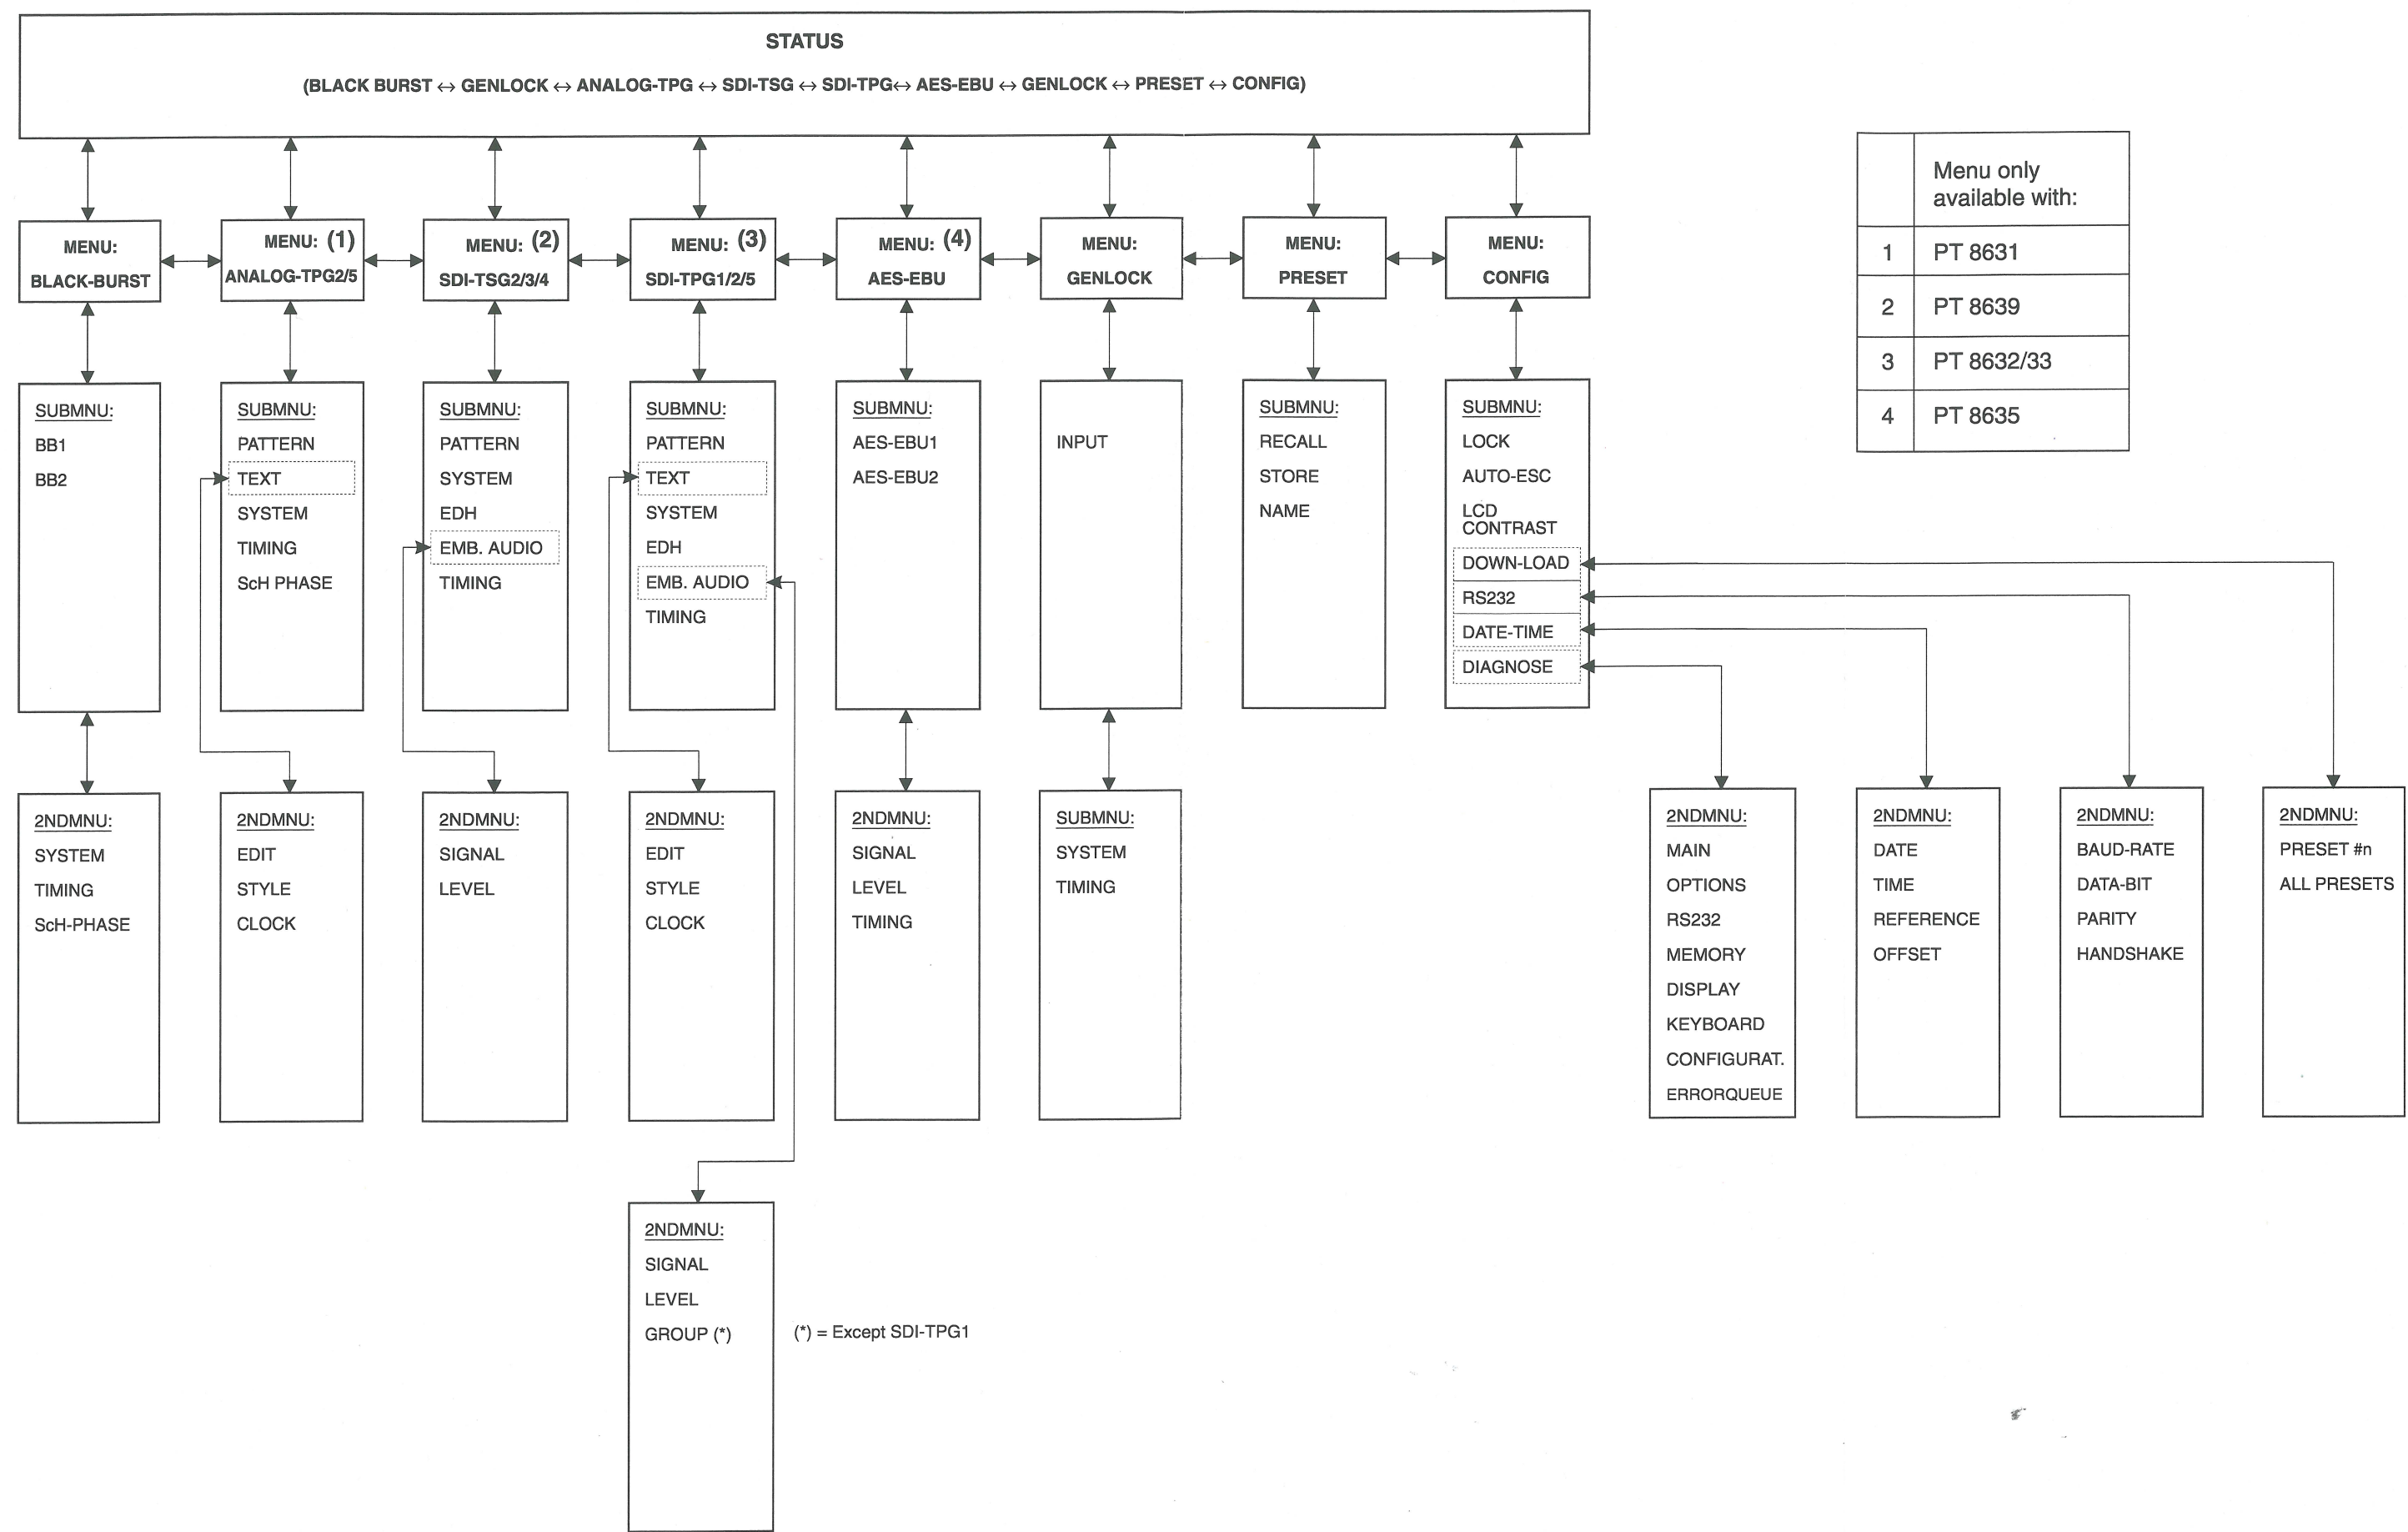 STATUS
(BLACK BURST ↔ GENLOCK ↔ ANALOG-TPG ↔ SDI-TSG ↔ SDI-TPG↔ AES-EBU ↔ GENLOCK ↔ PRESET ↔ CONFIG)
MENU:
BLACK-BURST
MENU: (1)
ANALOG-TPG2/5
MENU: (2)
SDI-TSG2/3/4
MENU: (3)
SDI-TPG1/2/5
MENU: (4)
AES-EBU
MENU:
GENLOCK
MENU:
PRESET
MENU:
CONFIG
Menu only
available with:
1 PT 8631
2 PT 8639
3 PT 8632/33
4 PT 8635
SUBMNU:
BB1
BB2
SUBMNU:
PATTERN
TEXT
SYSTEM
TIMING
ScH PHASE
SUBMNU:
PATTERN
SYSTEM
EDH
EMB. AUDIO
TIMING
SUBMNU:
PATTERN
TEXT
SYSTEM
EDH
EMB. AUDIO
TIMING
SUBMNU:
AES-EBU1
AES-EBU2
INPUT
SUBMNU:
RECALL
STORE
NAME
SUBMNU:
LOCK
AUTO-ESC
LCD
CONTRAST
DOWN-LOAD
RS232
DATE-TIME
DIAGNOSE
2NDMNU:
SYSTEM
TIMING
ScH-PHASE
2NDMNU:
EDIT
STYLE
CLOCK
2NDMNU:
SIGNAL
LEVEL
2NDMNU:
EDIT
STYLE
CLOCK
2NDMNU:
SIGNAL
LEVEL
TIMING
SUBMNU:
SYSTEM
TIMING
2NDMNU:
MAIN
OPTIONS
RS232
MEMORY
DISPLAY
KEYBOARD
CONFIGURAT.
ERRORQUEUE
2NDMNU:
DATE
TIME
REFERENCE
OFFSET
2NDMNU:
BAUD-RATE
DATA-BIT
PARITY
HANDSHAKE
2NDMNU:
PRESET #n
ALL PRESETS
2NDMNU:
SIGNAL
LEVEL
GROUP (*)
(*) = Except SDI-TPG1